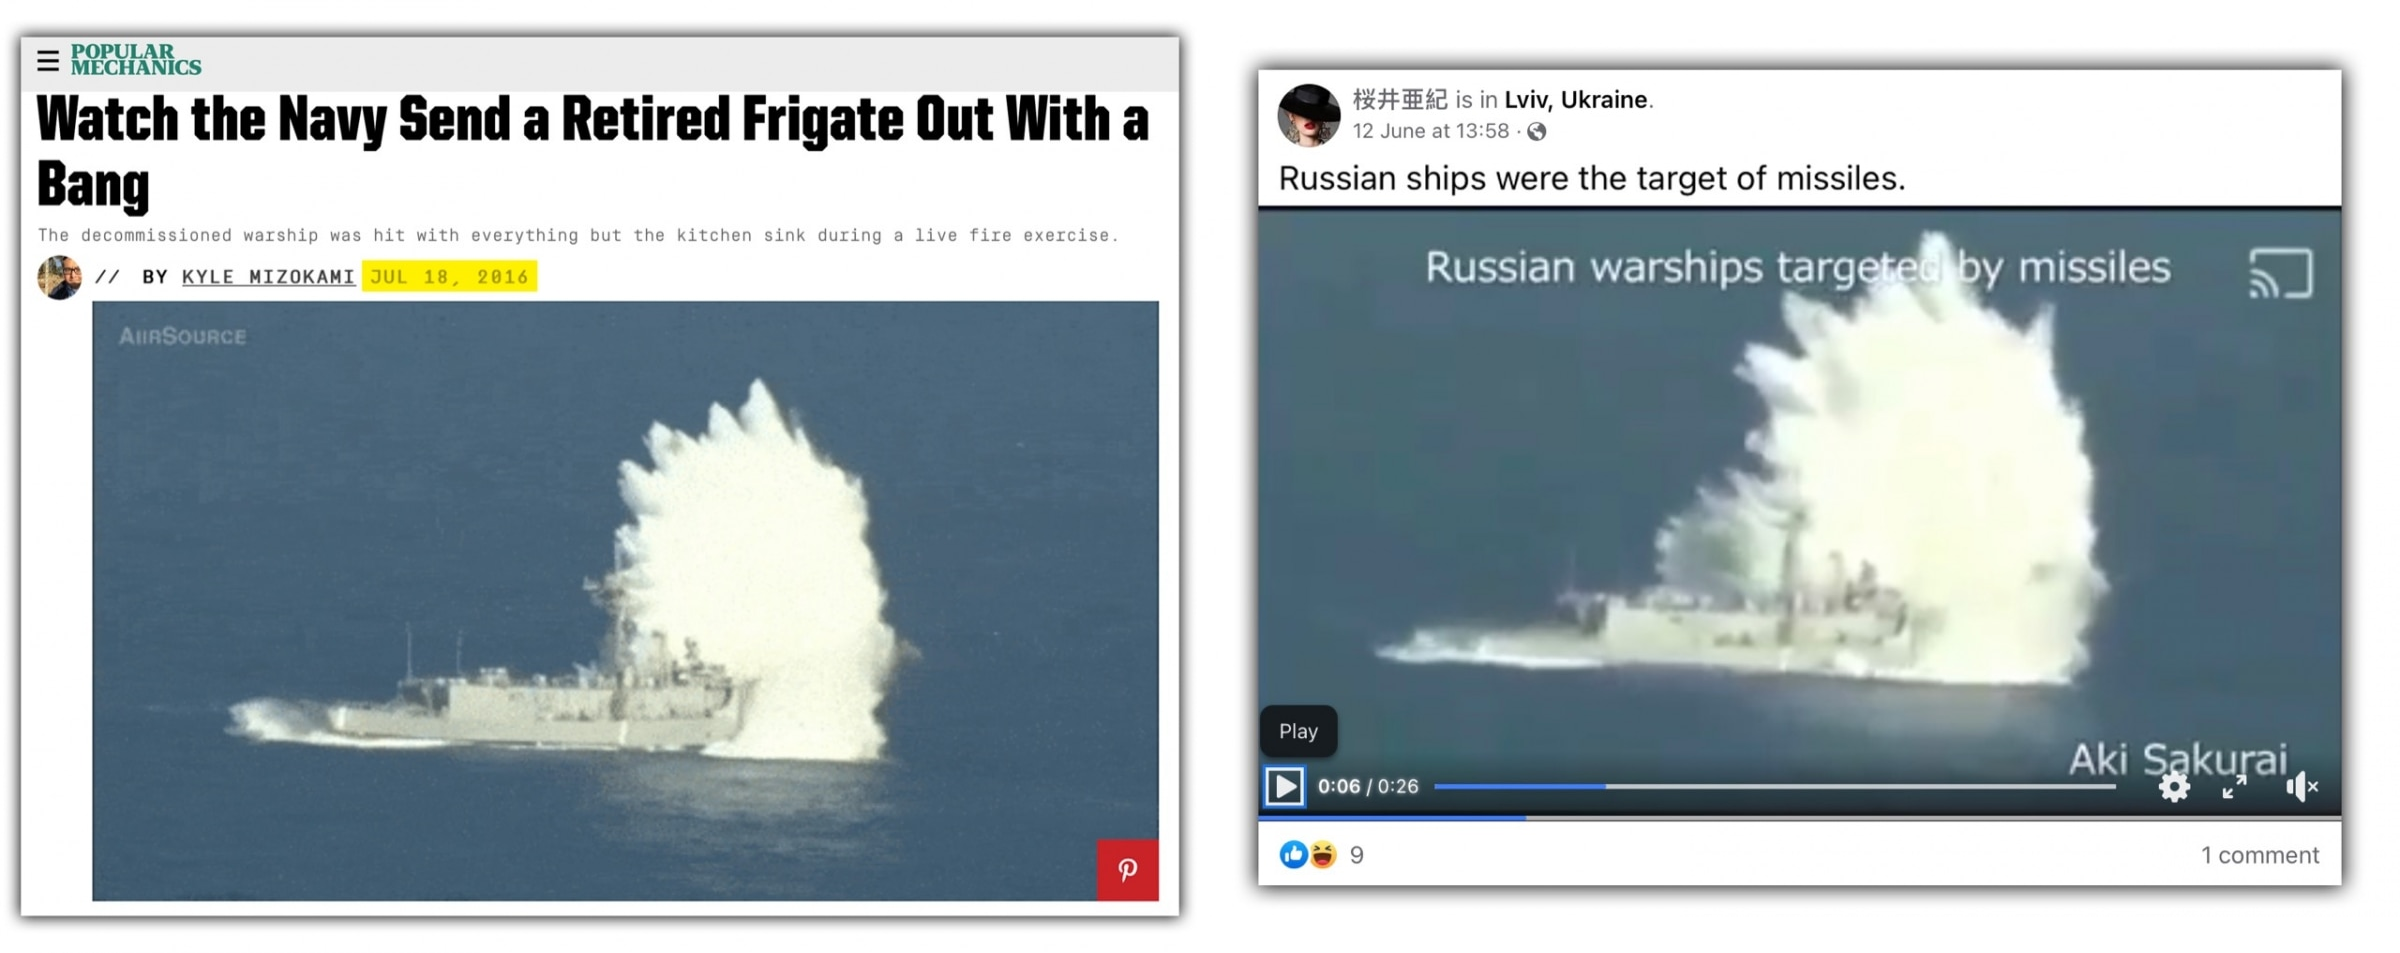 POPULAR
MECHANICS
Watch the Navy Send a Retired Frigate Out With a
Bang
The decommissioned warship was hit with everything but the kitchen sink during a live fire exercise.
// BY KYLE MIZOKAMI JUL 18, 2016
AIIRSOURCE
桜井亜紀 is in Lviv, Ukraine.
12 June at 13:58 ·
Russian ships were the target of missiles.
Russian warships targeted by missiles
Play
Aki Sakurai
0:06 / 0:26
9
1 comment